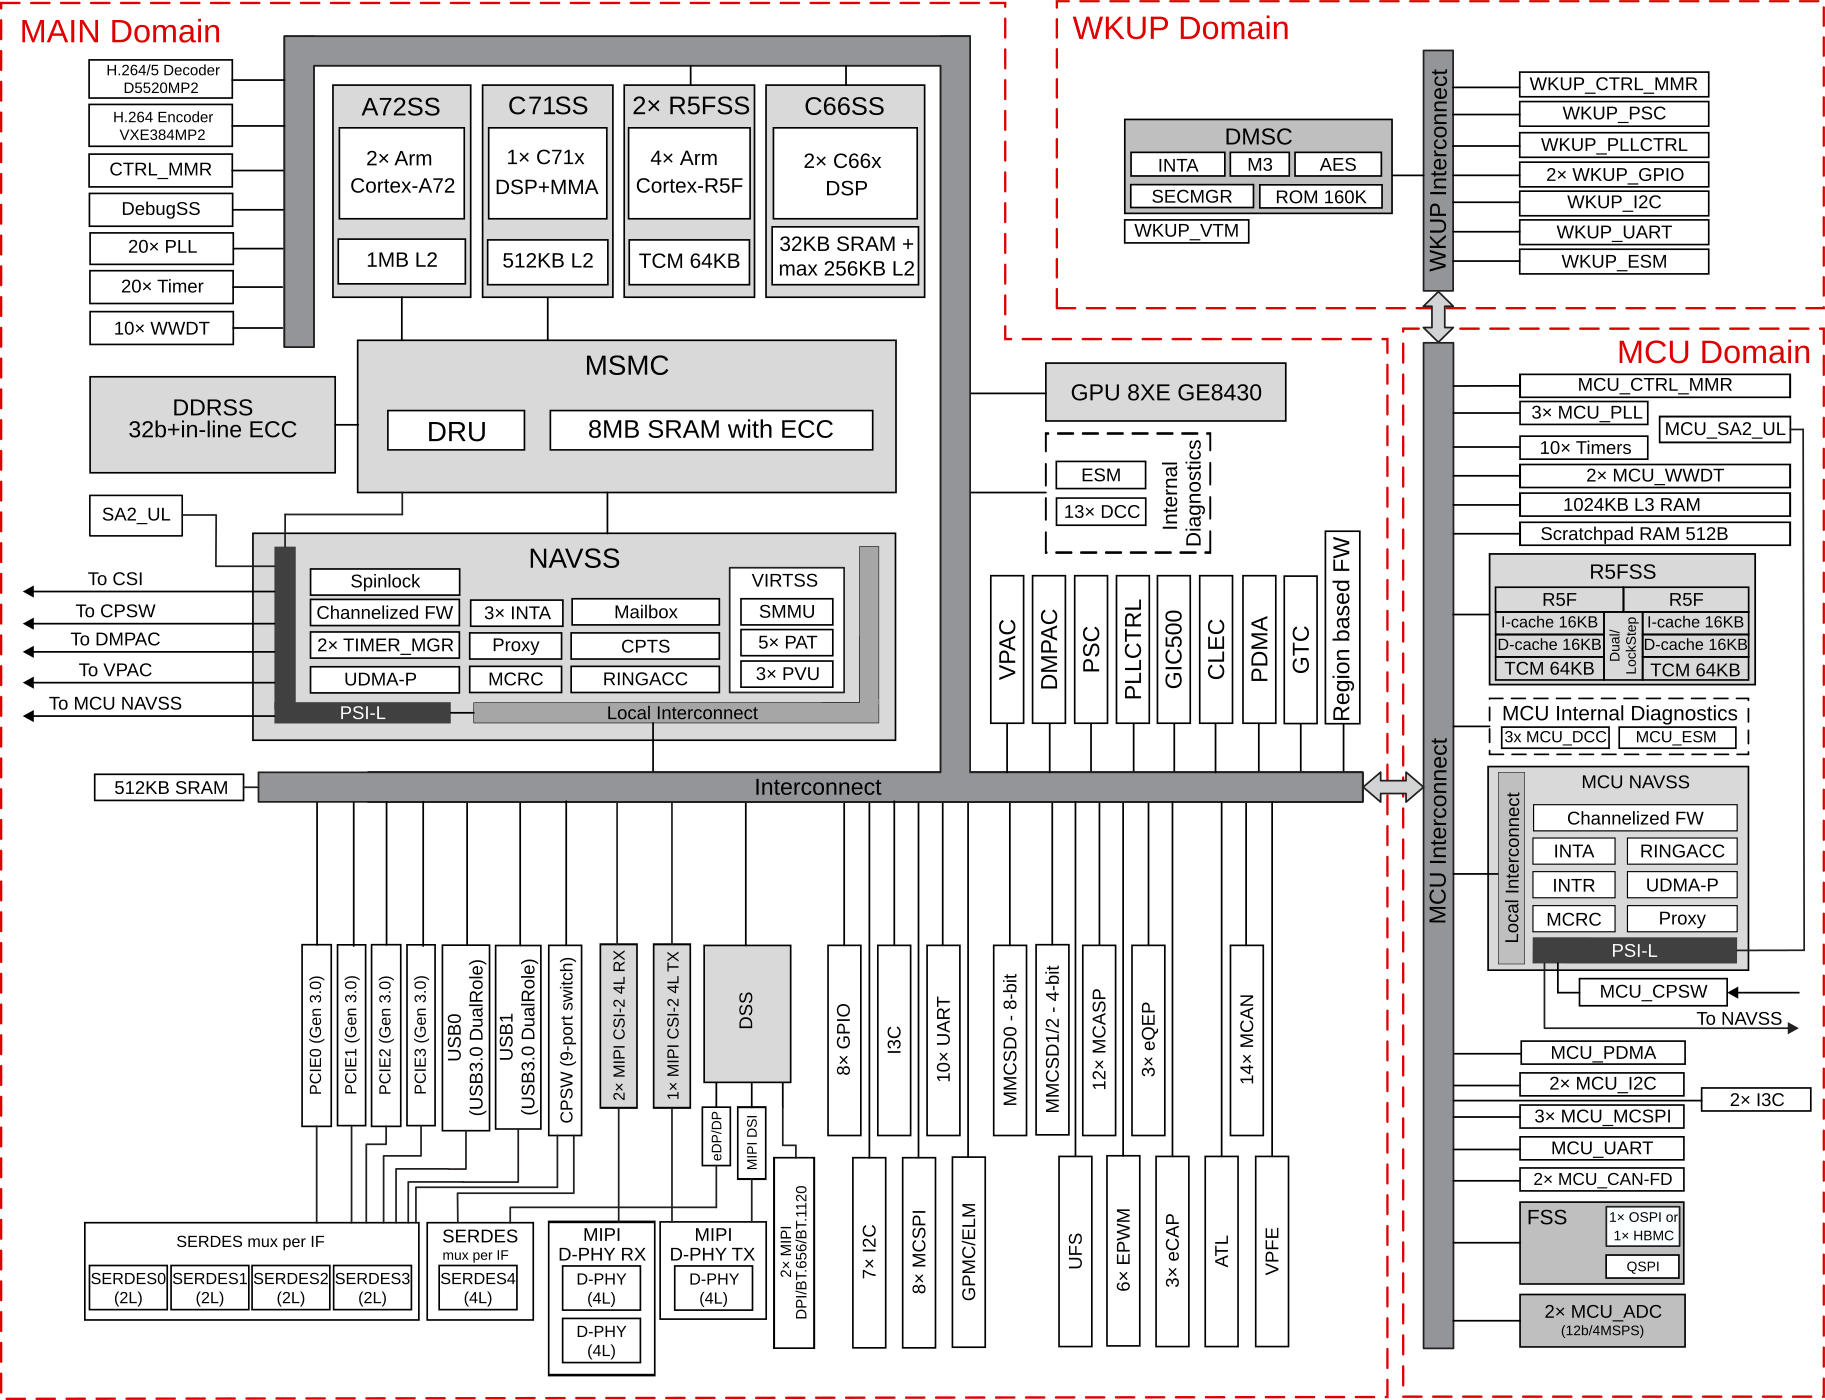 MAIN Domain
H.264/5 Decoder
D5520MP2
H.264 Encoder
VXE384MP2
CTRL_MMR
DebugSS
20× PLL
20× Timer
10× WWDT
A72SS
2× Arm
Cortex-A72
1MB L2
C71SS
1× C71x
DSP+MMA
512KB L2
2× R5FSS
4× Arm
Cortex-R5F
TCM 64KB
C66SS
2× C66x
DSP
32KB SRAM +
max 256KB L2
MSMC
DRU
8MB SRAM with ECC
DDRSS
32b+in-line ECC
SA2_UL
To CSI
To CPSW
To DMPAC
To VPAC
To MCU NAVSS
NAVSS
Spinlock
Channelized FW
2× TIMER_MGR
UDMA-P
3× INTA
Proxy
MCRC
Mailbox
CPTS
RINGACC
VIRTSS
SMMU
5× PAT
3× PVU
PSI-L
Local Interconnect
GPU 8XE GE8430
ESM
13× DCC
Internal
Diagnostics
VPAC
DMPAC
PSC
PLLCTRL
GIC500
CLEC
PDMA
GTC
Region based FW
512KB SRAM
Interconnect
PCIE0 (Gen 3.0)
PCIE1 (Gen 3.0)
PCIE2 (Gen 3.0)
PCIE3 (Gen 3.0)
USB0
(USB3.0 DualRole)
USB1
(USB3.0 DualRole)
CPSW (9-port switch)
2× MIPI CSI-2 4L RX
1× MIPI CSI-2 4L TX
DSS
eDP/DP
MIPI DSI
2× MIPI
DPI/BT.656/BT.1120
8× GPIO
I3C
10× UART
7× I2C
8× MCSPI
GPMC/ELM
MMCSD0 - 8-bit
MMCSD1/2 - 4-bit
12× MCASP
3× eQEP
14× MCAN
UFS
6× EPWM
3× eCAP
ATL
VPFE
SERDES mux per IF
SERDES0
(2L)
SERDES1
(2L)
SERDES2
(2L)
SERDES3
(2L)
SERDES
mux per IF
SERDES4
(4L)
MIPI
D-PHY RX
D-PHY
(4L)
D-PHY
(4L)
MIPI
D-PHY TX
D-PHY
(4L)
WKUP Domain
DMSC
INTA
M3
AES
SECMGR
ROM 160K
WKUP_VTM
WKUP Interconnect
WKUP_CTRL_MMR
WKUP_PSC
WKUP_PLLCTRL
2× WKUP_GPIO
WKUP_I2C
WKUP_UART
WKUP_ESM
MCU Domain
MCU Interconnect
MCU_CTRL_MMR
3× MCU_PLL
MCU_SA2_UL
10× Timers
2× MCU_WWDT
1024KB L3 RAM
Scratchpad RAM 512B
R5FSS
R5F
R5F
I-cache 16KB
D-cache 16KB
TCM 64KB
Dual/
LockStep
I-cache 16KB
D-cache 16KB
TCM 64KB
MCU Internal Diagnostics
3x MCU_DCC
MCU_ESM
MCU NAVSS
Local Interconnect
Channelized FW
INTA
RINGACC
INTR
UDMA-P
MCRC
Proxy
PSI-L
MCU_CPSW
To NAVSS
MCU_PDMA
2× MCU_I2C
2× I3C
3× MCU_MCSPI
MCU_UART
2× MCU_CAN-FD
FSS
1× OSPI or
1× HBMC
QSPI
2× MCU_ADC
(12b/4MSPS)